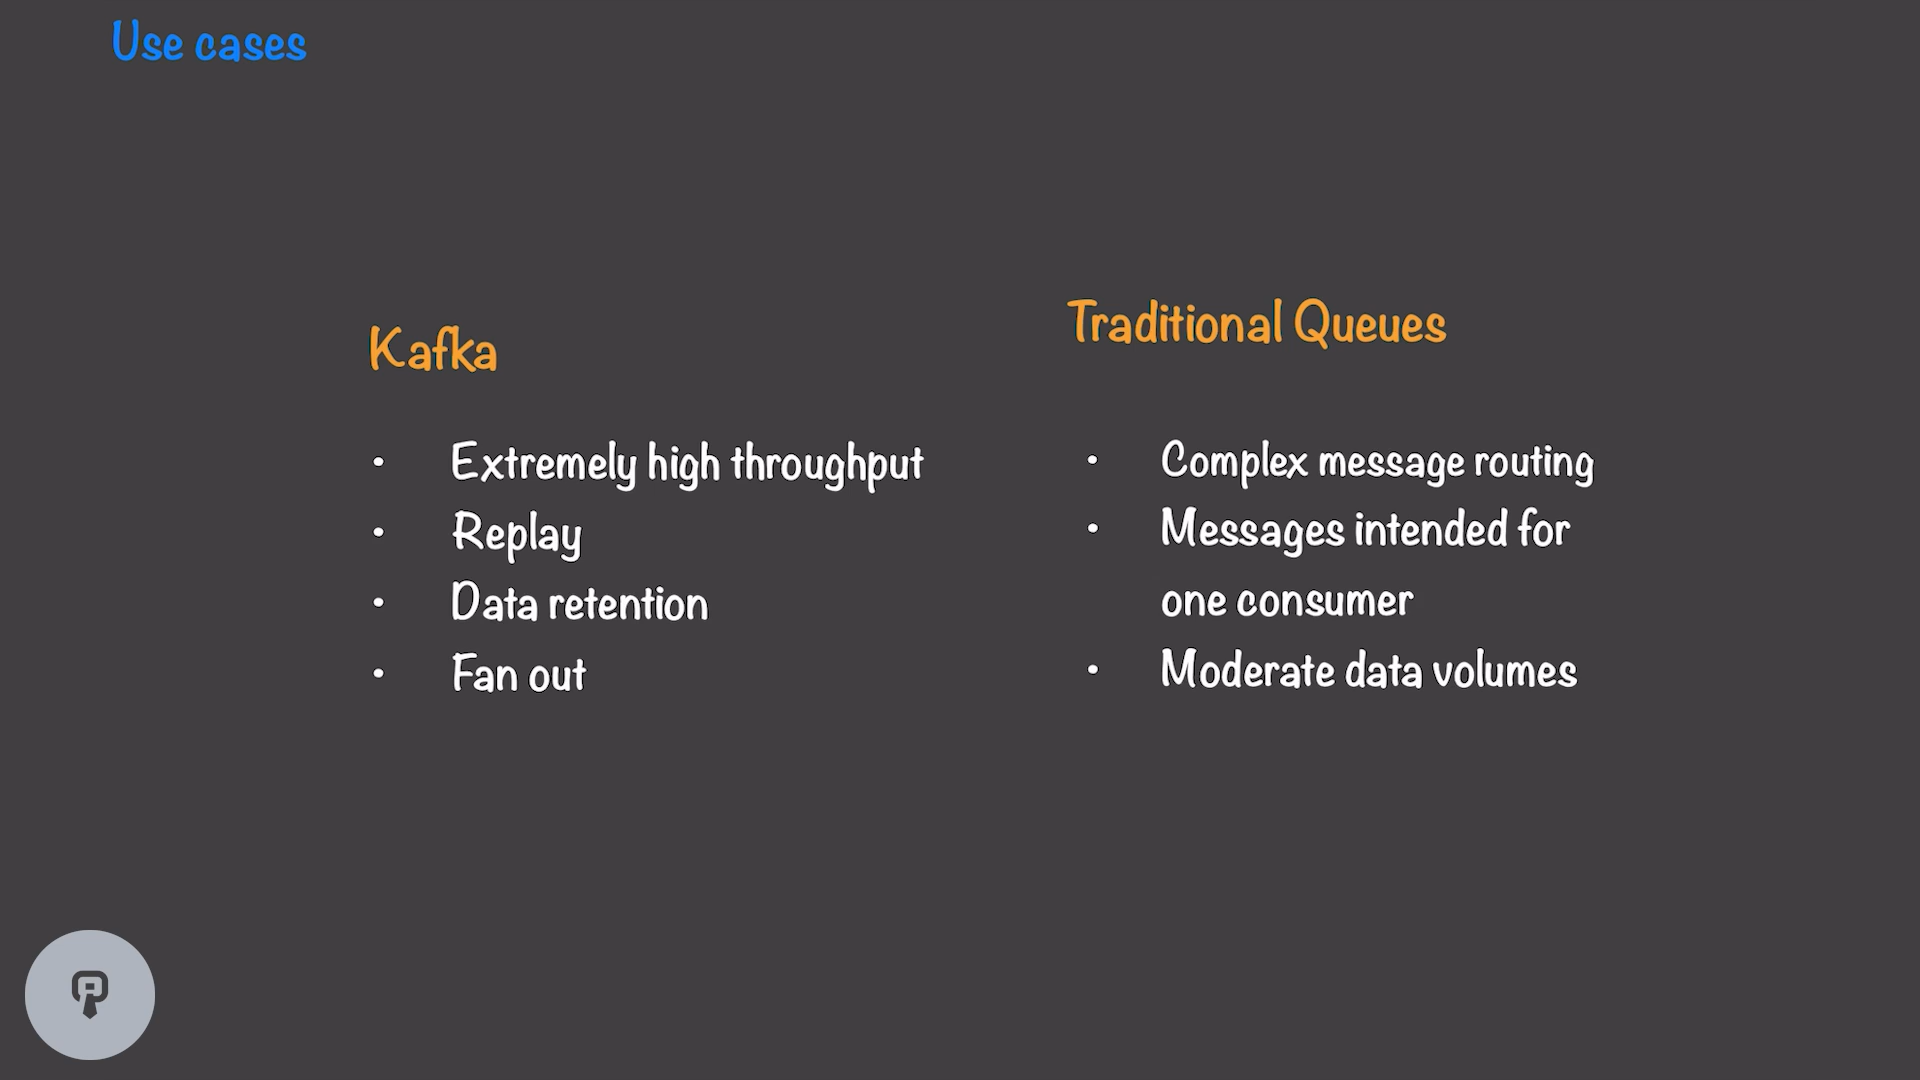 Use cases
Kafka
• Extremely high throughput
• Replay
• Data retention
• Fan out
Traditional Queues
• Complex message routing
• Messages intended for
one consumer
• Moderate data volumes